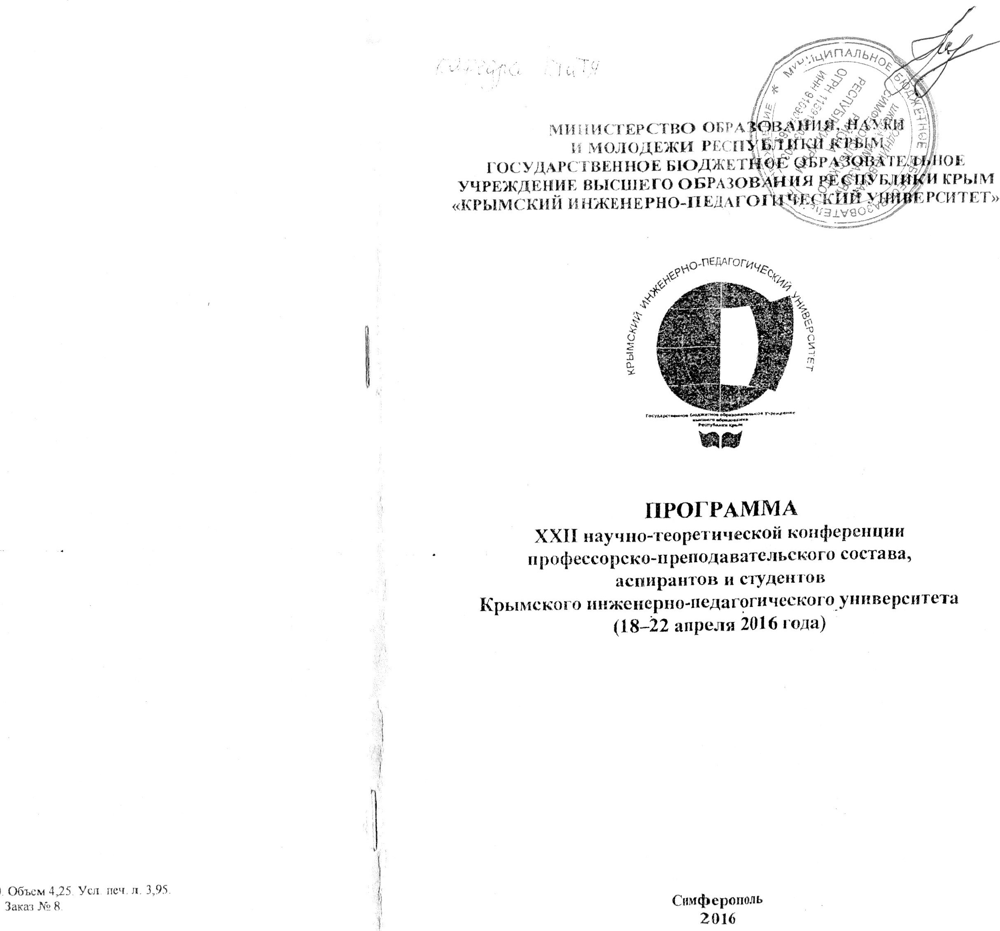 кафедра
МИНИСТЕРСТВО ОБРАЗОВАНИЯ, НАУКИ
И МОЛОДЕЖИ РЕСПУБЛИКИ КРЫМ
ГОСУДАРСТВЕННОЕ БЮДЖЕТНОЕ ОБРАЗОВАТЕЛЬНОЕ
УЧРЕЖДЕНИЕ ВЫСШЕГО ОБРАЗОВАНИЯ РЕСПУБЛИКИ КРЫМ
«КРЫМСКИЙ ИНЖЕНЕРНО-ПЕДАГОГИЧЕСКИЙ УНИВЕРСИТЕТ»
МУНИЦИПАЛЬНОЕ БЮДЖЕТНОЕ
КРЫМСКИЙ ИНЖЕНЕРНО-ПЕДАГОГИЧЕСКИЙ УНИВЕРСИТЕТ
Государственное бюджетное образовательное учреждение
высшего образования
Республики Крым
ПРОГРАММА
XXII научно-теоретической конференции
профессорско-преподавательского состава,
аспирантов и студентов
Крымского инженерно-педагогического университета
(18–22 апреля 2016 года)
Симферополь
2016
. Объем 4,25. Усл. печ. л. 3,95.
Заказ № 8.